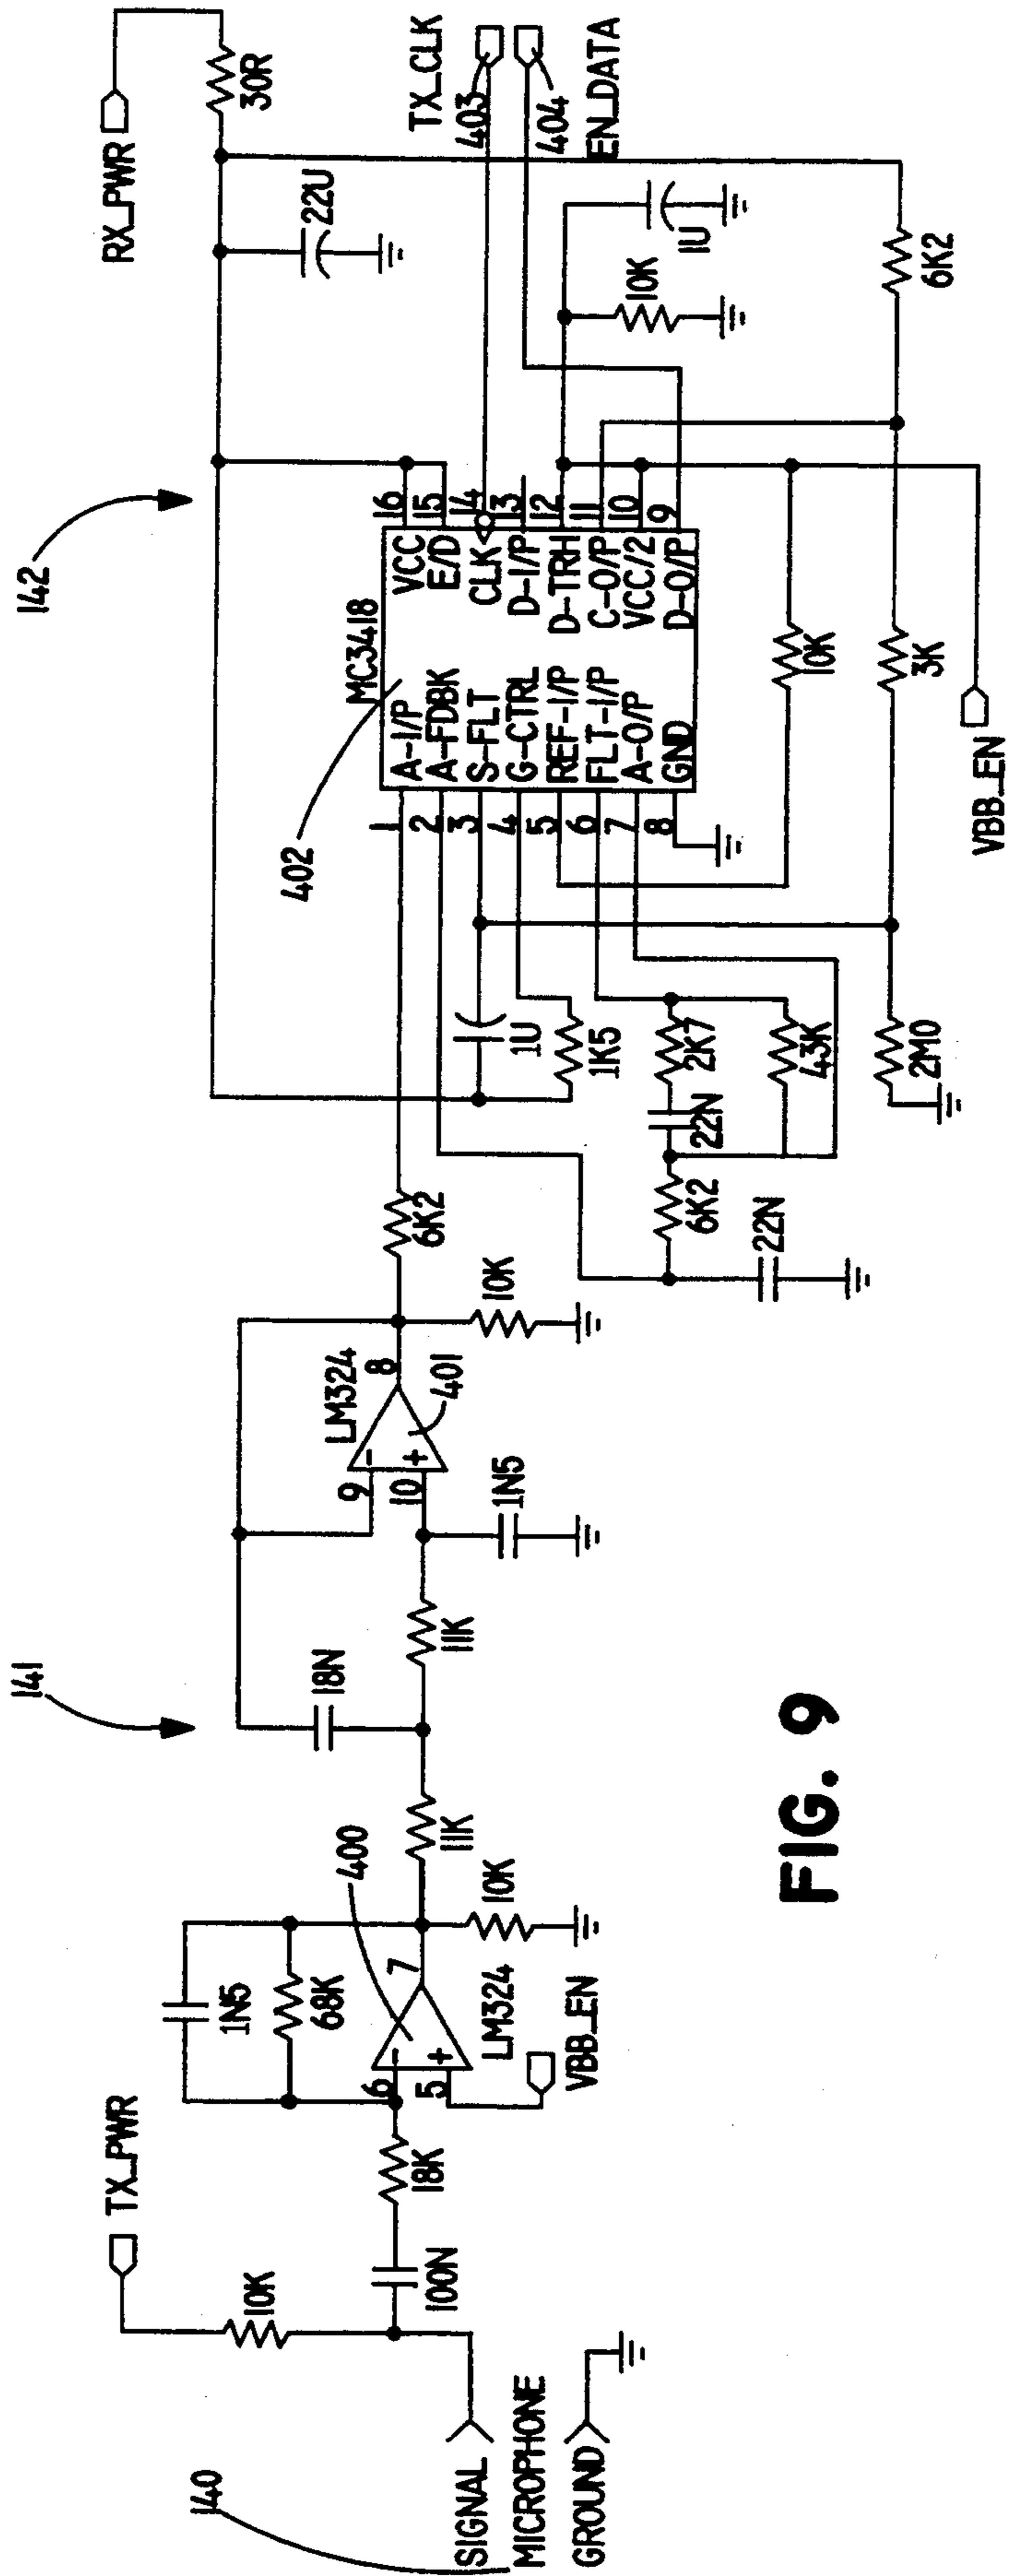 140
SIGNAL
MICROPHONE
GROUND
TX_PWR
10K
100N
18K
1N5
68K
6
5
-
+
7
LM324
400
VBB_EN
10K
141
11K
18N
11K
1N5
9
10
-
+
8
LM324
401
10K
6K2
142
402
MC3418
1
2
3
4
5
6
7
8
A-I/P
A-FDBK
S-FLT
G-CTRL
REF-I/P
FLT-I/P
A-O/P
GND
VCC
E/D
CLK
D-I/P
D-TRH
C-O/P
VCC/2
D-O/P
16
15
14
13
12
11
10
9
1U
1K5
22N
2K7
43K
6K2
22N
2M0
3K
10K
VBB_EN
6K2
10K
1U
22U
30R
RX_PWR
TX_CLK
403
404
EN_DATA
FIG. 9